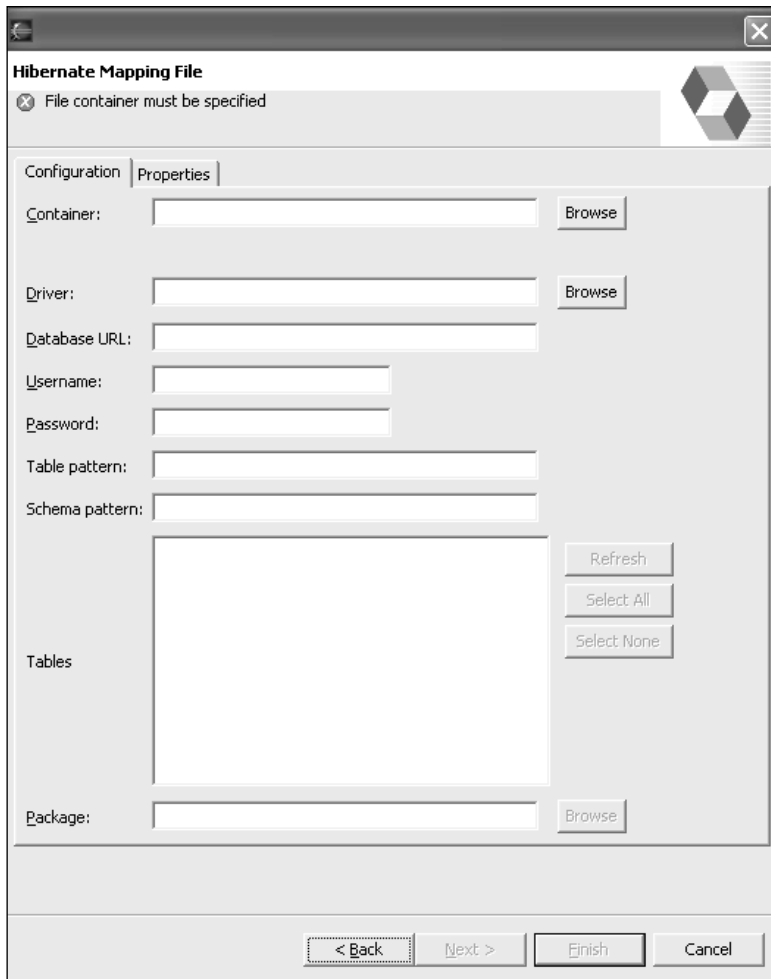 Hibernate Mapping File
File container must be specified
Configuration
Properties
Container:
Browse
Driver:
Browse
Database URL:
Username:
Password:
Table pattern:
Schema pattern:
Refresh
Select All
Select None
Tables
Package:
Browse
< Back
Next >
Finish
Cancel